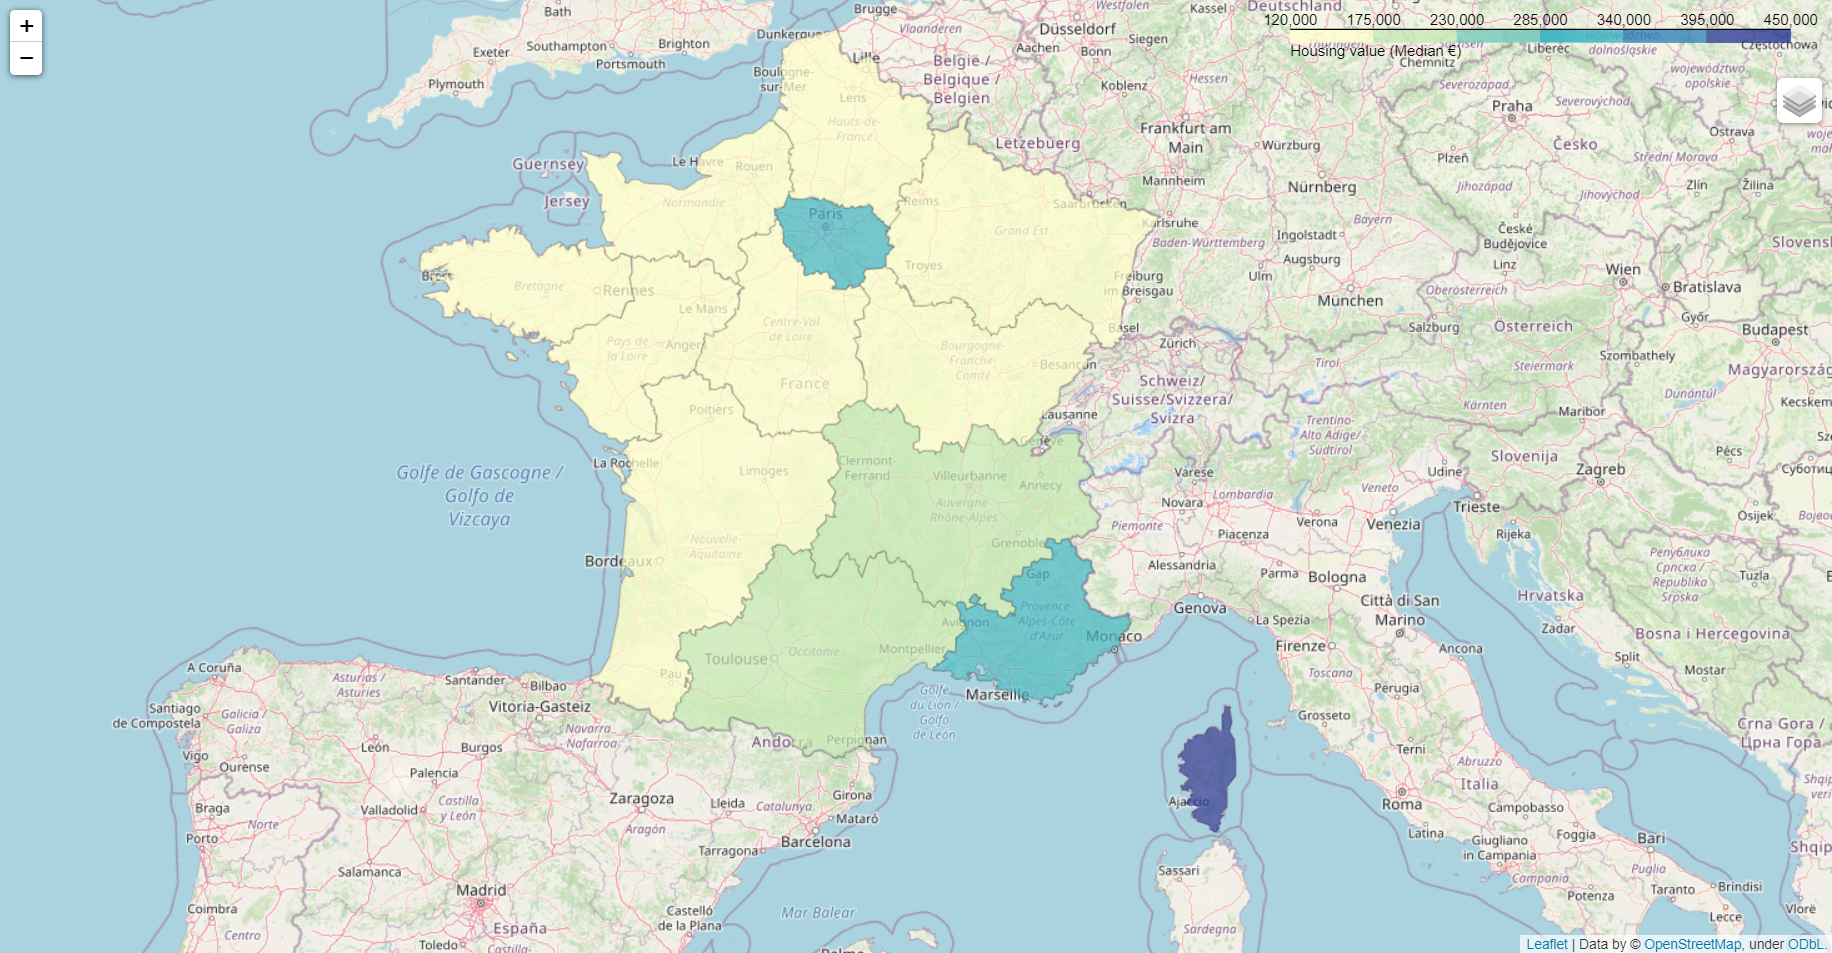 +
−
120,000 175,000 230,000 285,000 340,000 395,000 450,000
Housing value (Median €)
Bath
Brugge
Vlaanderen
Düsseldorf
Kassel
Deutschland
Southampton
Brighton
Exeter
Portsmouth
Plymouth
Dunkerque
Lille
Aachen
Bonn
Siegen
België /
Belgique /
Belgien
Koblenz
Hessen
Chemnitz
Liberec
województwo
dolnośląskie
Częstochowa
województwo
opolskie
Boulogne-
sur-Mer
Lens
Hauts-de-
France
Severozápad
Severovýchod
Praha
Ostrava
Guernsey
Jersey
Le Havre
Rouen
Normandie
Lëtzebuerg
Frankfurt am
Main
Würzburg
Plzeň
Česko
Střední Morava
Mannheim
Nürnberg
Jihozápad
Jihovýchod
Zlín
Žilina
Paris
Reims
Saarbrücken
Grand Est
Karlsruhe
Bayern
Baden-Württemberg
Ingolstadt
České
Budějovice
Slovensko
Brest
Bretagne
Rennes
Le Mans
Troyes
Freiburg
im Breisgau
Ulm
Augsburg
München
Linz
Oberösterreich
Wien
Bratislava
Centre-Val
de Loire
Pays de
la Loire
Angers
Bourgogne-
Franche-
Comté
Besançon
Basel
Zürich
Salzburg
Österreich
Győr
Budapest
Szombathely
Tirol
Steiermark
Magyarország
France
Poitiers
Schweiz/
Suisse/Svizzera/
Svizra
Lausanne
Genève
Trentino-
Alto Adige/
Südtirol
Kärnten
Maribor
Dunántúl
Kecskemét
La Rochelle
Limoges
Clermont-
Ferrand
Villeurbanne
Annecy
Auvergne-
Rhône-Alpes
Golfe de Gascogne /
Golfo de
Vizcaya
Varese
Novara
Lombardia
Veneto
Udine
Slovenija
Zagreb
Pécs
Piemonte
Verona
Venezia
Trieste
Rijeka
Osijek
Bordeaux
Nouvelle-
Aquitaine
Grenoble
Piacenza
Alessandria
Parma
Bologna
Република
Српска /
Republika
Srpska
Tuzla
Gap
Provence-
Alpes-Côte
d'Azur
Avignon
Monaco
Genova
La Spezia
Città di San
Marino
Hrvatska
Zadar
Bosna i Hercegovina
Toulouse
Occitanie
Montpellier
Pau
Marseille
Firenze
Toscana
Ancona
Split
Mostar
A Coruña
Asturias /
Asturies
Santander
Bilbao
Vitoria-Gasteiz
Perugia
Santiago
de Compostela
Galicia /
Galiza
Golfe
du Lion /
Golfo
de León
Grosseto
Crna Gora /
Црна Гора
Vigo
Ourense
León
Burgos
Navarra
- Nafarroa
Andorra
Perpignan
Terni
Abruzzo
Italia
Palencia
Girona
Braga
Norte
Porto
Valladolid
Castilla
y León
Zaragoza
Aragón
Lleida
Catalunya
Mataró
Barcelona
Ajaccio
Roma
Campobasso
Latina
Giugliano
in Campania
Foggia
Bari
Tarragona
Salamanca
Sassari
Campania
Puglia
Potenza
Taranto
Brindisi
Lecce
Vlorë
Madrid
Coimbra
Centro
Toledo
España
Castelló
de la Plana
Mar Balear
Sardegna
Leaflet | Data by © OpenStreetMap, under ODbL.